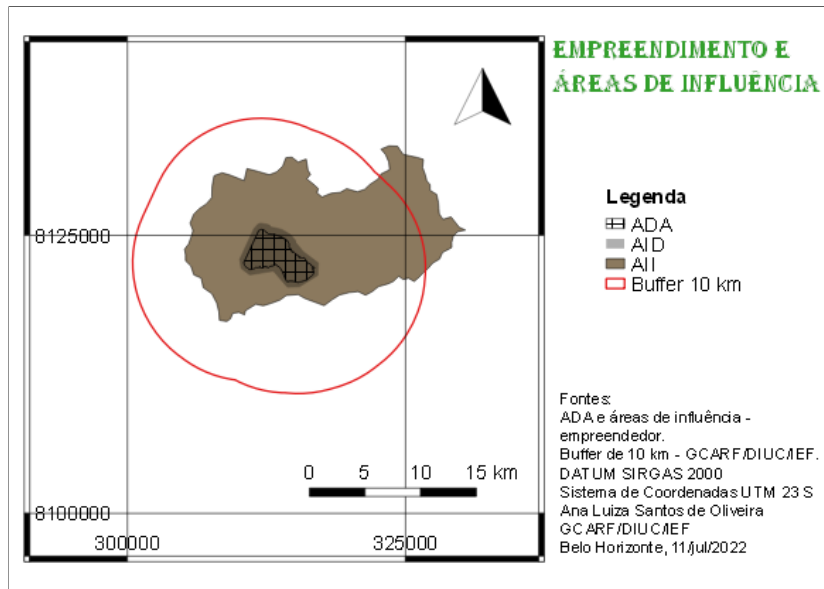 EMPREENDIMENTO E
ÁREAS DE INFLUÊNCIA
Legenda
ADA
AID
AII
Buffer 10 km
8125000
0 5 10 15 km
8100000
300000 325000
Fontes:
ADA e áreas de influência -
empreendedor.
Buffer de 10 km - GCARF/DIUC/IEF.
DATUM SIRGAS 2000
Sistema de Coordenadas UTM 23 S
Ana Luiza Santos de Oliveira
GCARF/DIUC/IEF
Belo Horizonte, 11/jul/2022